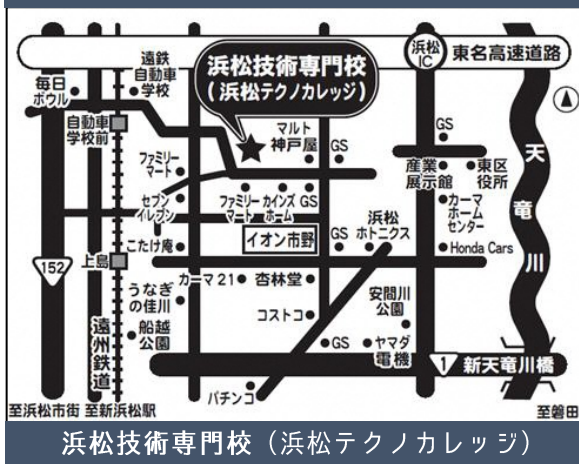 浜松
IC
東名高速道路
遠鉄
自動車
学校
浜松技術専門校
(浜松テクノカレッジ)
毎日
ボウル
自動車
学校前
マルト
神戸屋
GS
GS
産業
展示館
東区
役所
天竜川
ファミリー
マート
セブン
イレブン
ファミリー
マート
カインズ
ホーム
GS
カーマ
ホーム
センター
浜松
ホトニクス
こたけ庵
イオン市野
GS
Honda Cars
上島
152
カーマ21
杏林堂
うなぎ
の佳川
安間川
公園
コストコ
船越
公園
遠州鉄道
GS
ヤマダ
電機
1
新天竜川橋
パチンコ
至浜松市街
至新浜松駅
至磐田
浜松技術専門校(浜松テクノカレッジ)